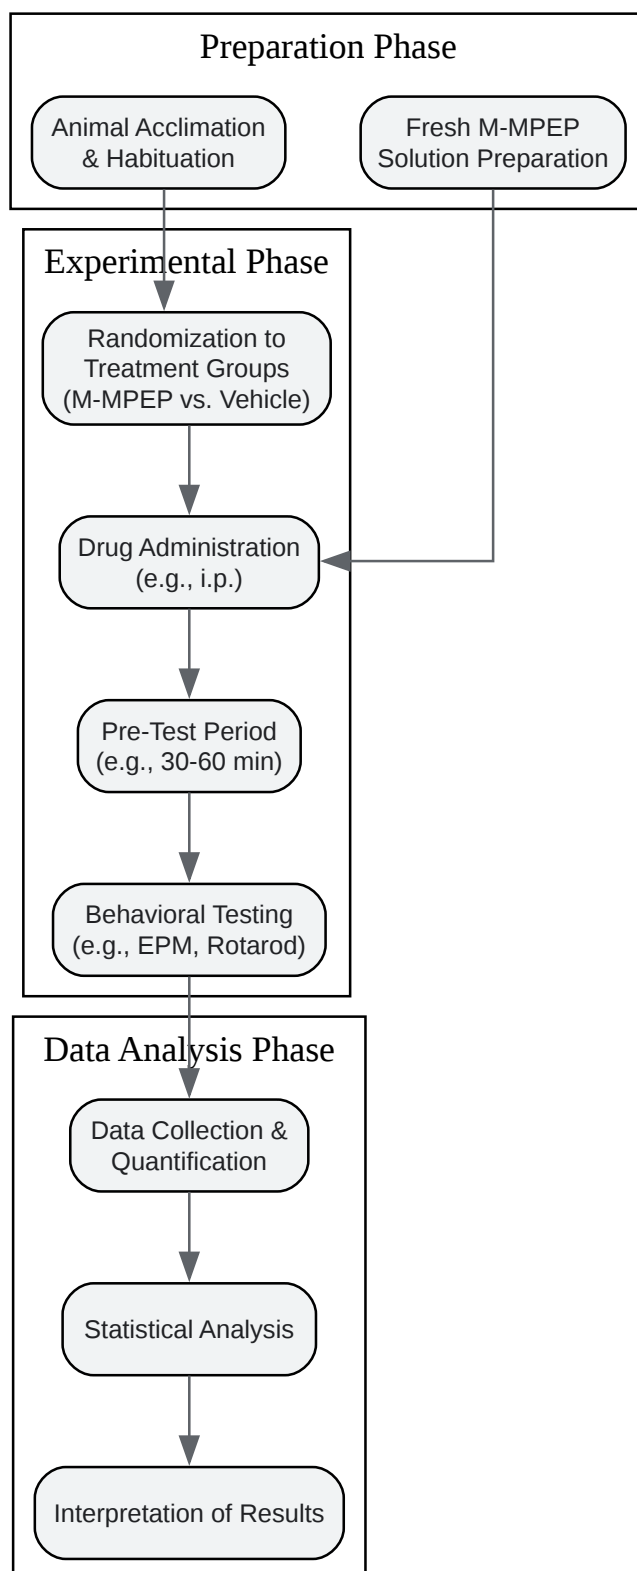 Preparation Phase
Animal Acclimation
& Habituation
Fresh M-MPEP
Solution Preparation
Experimental Phase
Randomization to
Treatment Groups
(M-MPEP vs. Vehicle)
Drug Administration
(e.g., i.p.)
Pre-Test Period
(e.g., 30-60 min)
Behavioral Testing
(e.g., EPM, Rotarod)
Data Analysis Phase
Data Collection &
Quantification
Statistical Analysis
Interpretation of Results